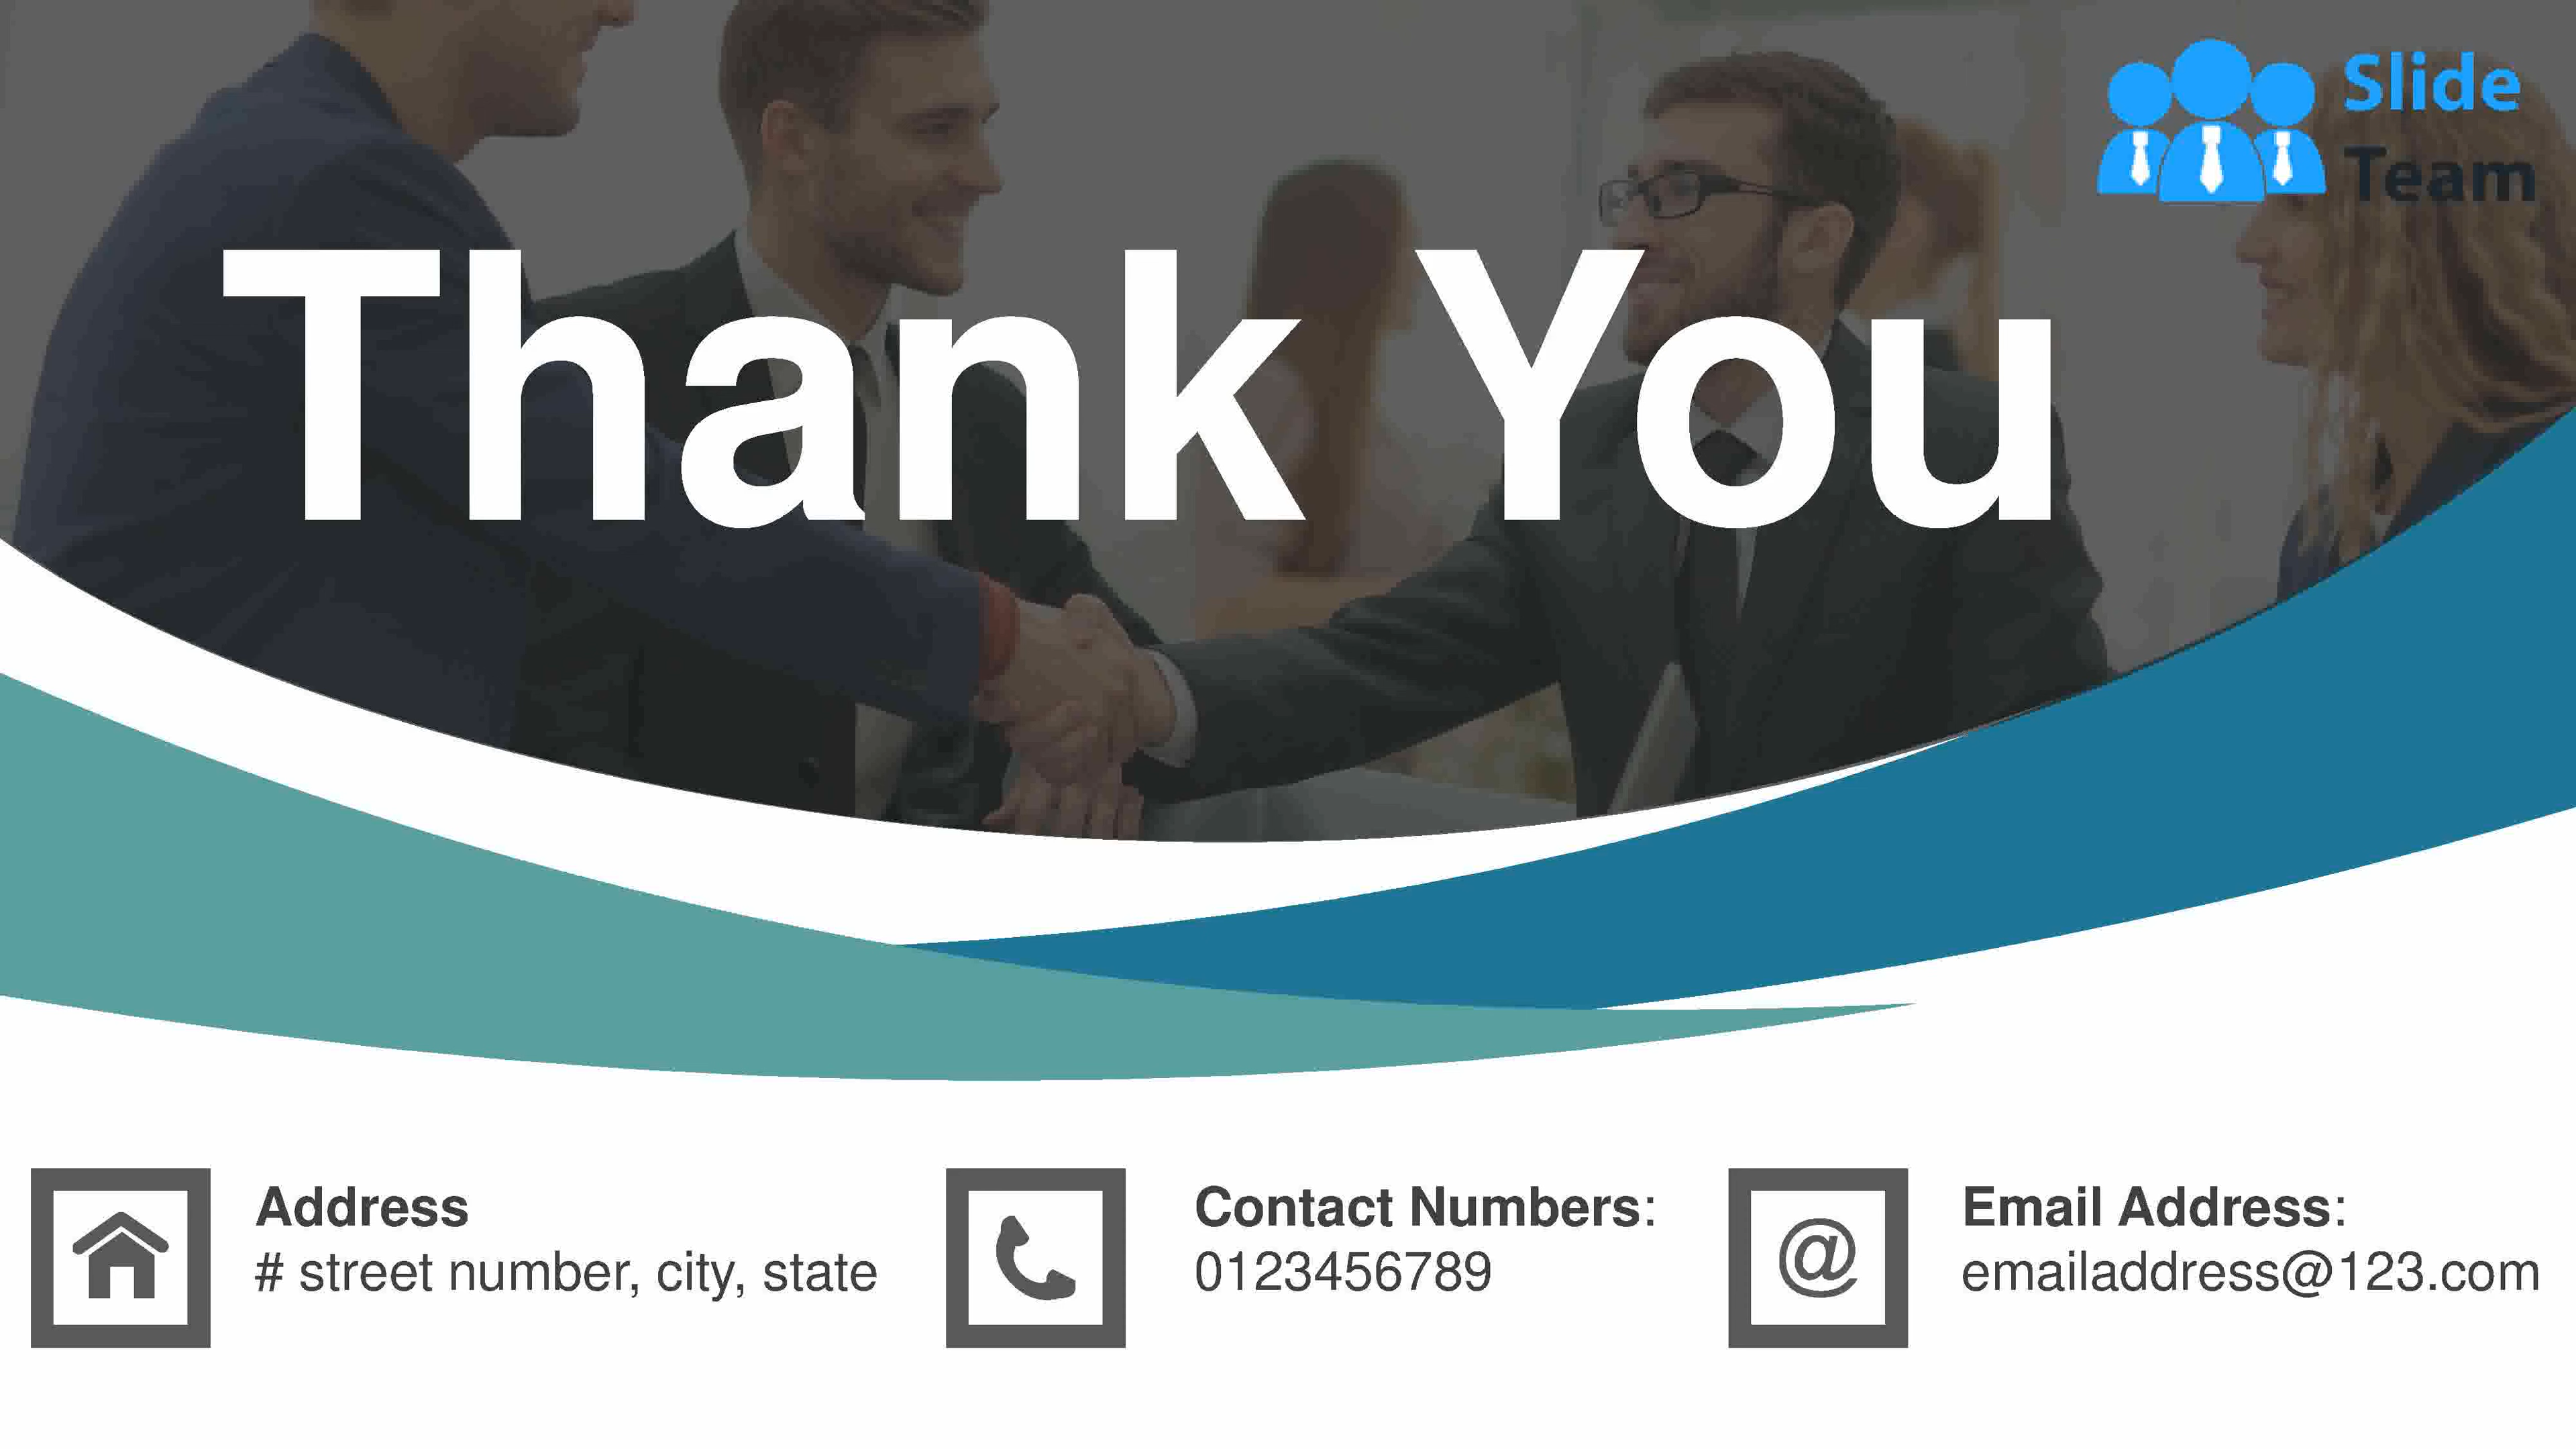 Slide
Team
Thank You
Address
# street number, city, state
Contact Numbers:
0123456789
@
Email Address:
emailaddress@123.com